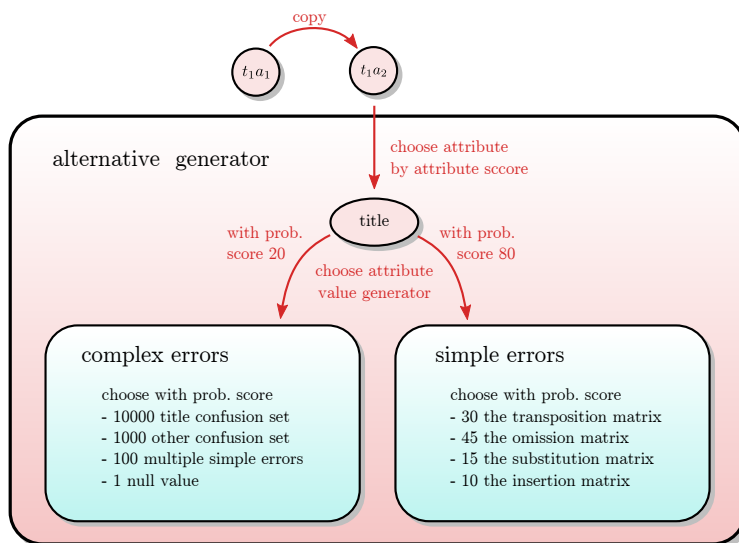 copy
t₁a₁
t₁a₂
choose attribute
by attribute sccore
alternative generator
title
with prob.
score 20
with prob.
score 80
choose attribute
value generator
complex errors
choose with prob. score
- 10000 title confusion set
- 1000 other confusion set
- 100 multiple simple errors
- 1 null value
simple errors
choose with prob. score
- 30 the transposition matrix
- 45 the omission matrix
- 15 the substitution matrix
- 10 the insertion matrix